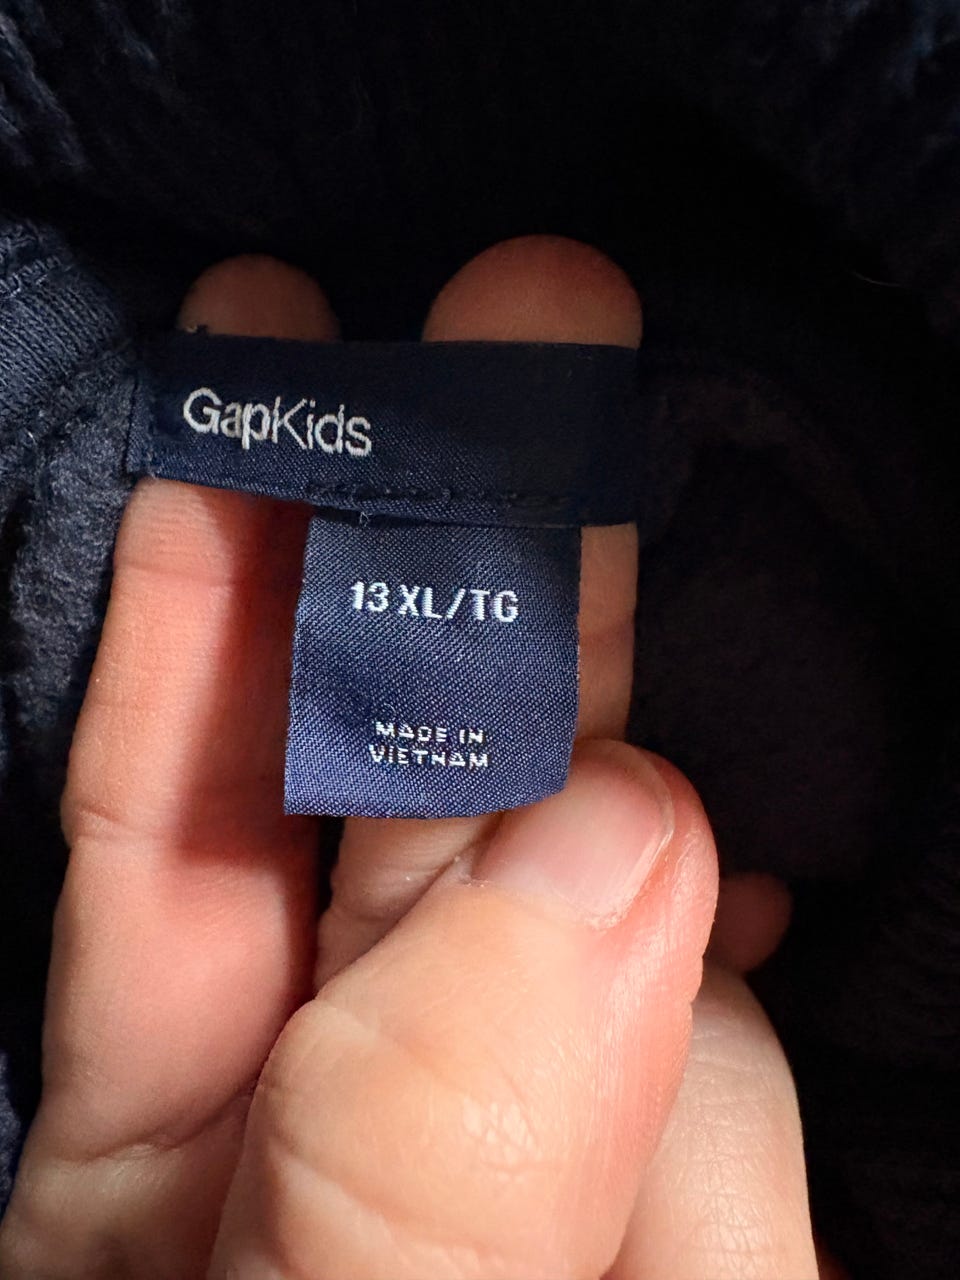 GapKids
13 XL/TG
MADE IN
VIETNAM